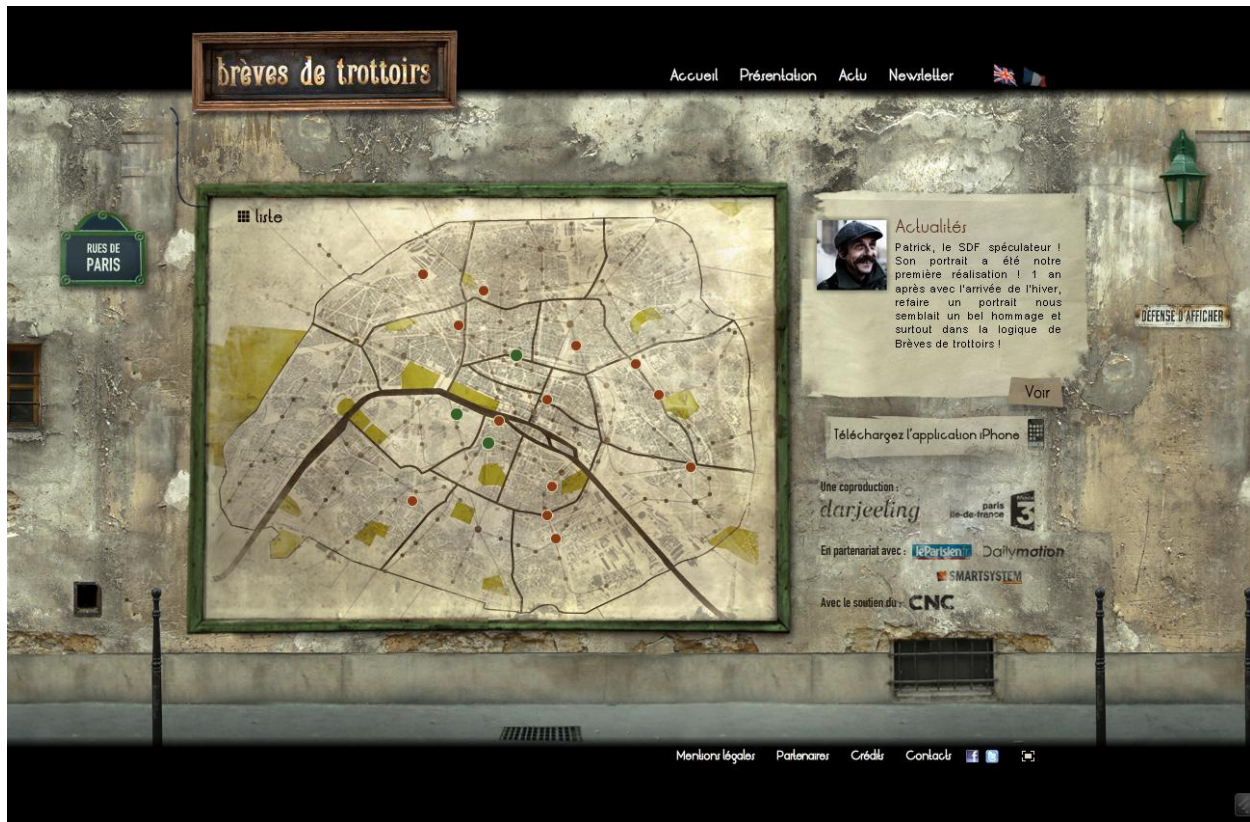 brèves de trottoirs
Accueil Présentation Actu Newsletter
liste
RUES DE
PARIS
Actualités
Patrick, le SDF spéculateur !
Son portrait a été notre
première réalisation ! 1 an
après avec l'arrivée de l'hiver,
refaire un portrait nous
semblait un bel hommage et
surtout dans la logique de
Brèves de trottoirs !
DÉFENSE D'AFFICHER
Voir
Téléchargez l'application iPhone
Une coproduction :
darjeeling
paris
île-de-france
3
En partenariat avec : leParisien.fr Dailymotion
SMARTSYSTEM
Avec le soutien du : CNC
Mentions légales Partenaires Crédits Contacts